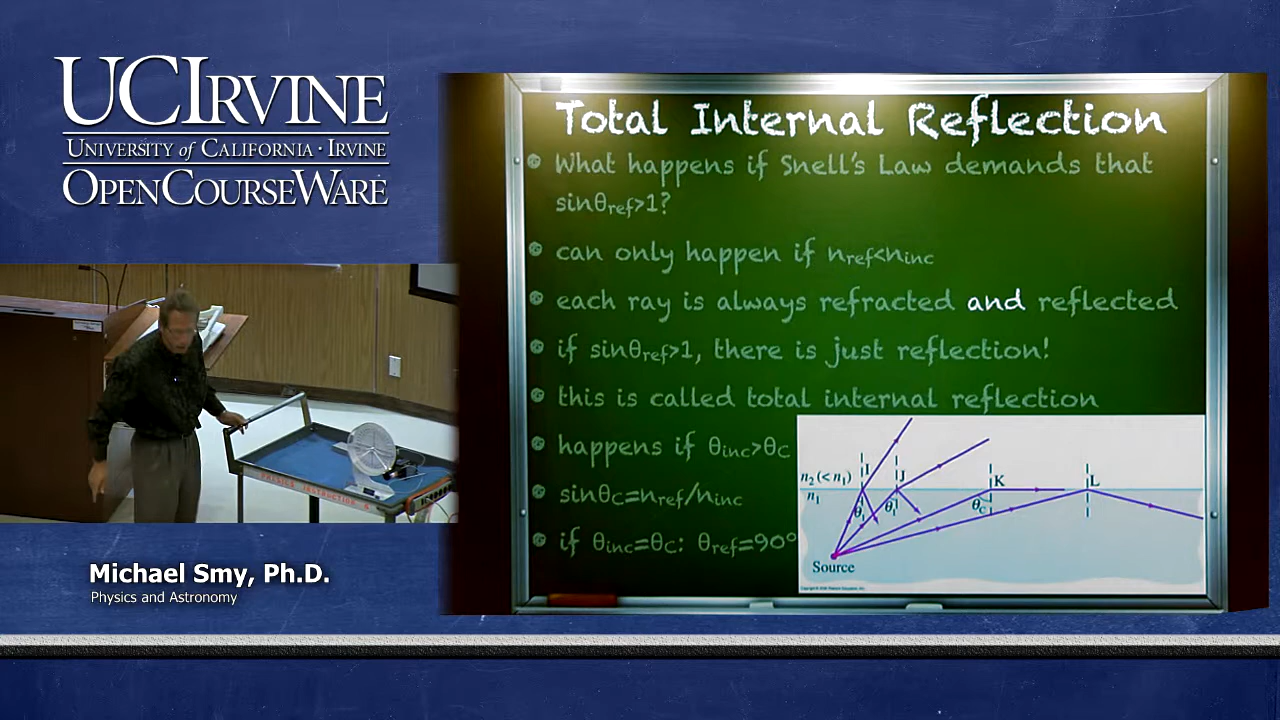 UCIRVINE
UNIVERSITY of CALIFORNIA · IRVINE
OPENCOURSEWARE
Total Internal Reflection
What happens if Snell's Law demands that
sinθref>1?
can only happen if nref<ninc
each ray is always refracted and reflected
if sinθref>1, there is just reflection!
this is called total internal reflection
happens if θinc>θC
sinθC=nref/ninc
if θinc=θC: θref=90°
n2 (< n1)
n1
I
J
K
L
θ1
θ1
θC
Source
PHYSICS INSTRUCTION
Michael Smy, Ph.D.
Physics and Astronomy